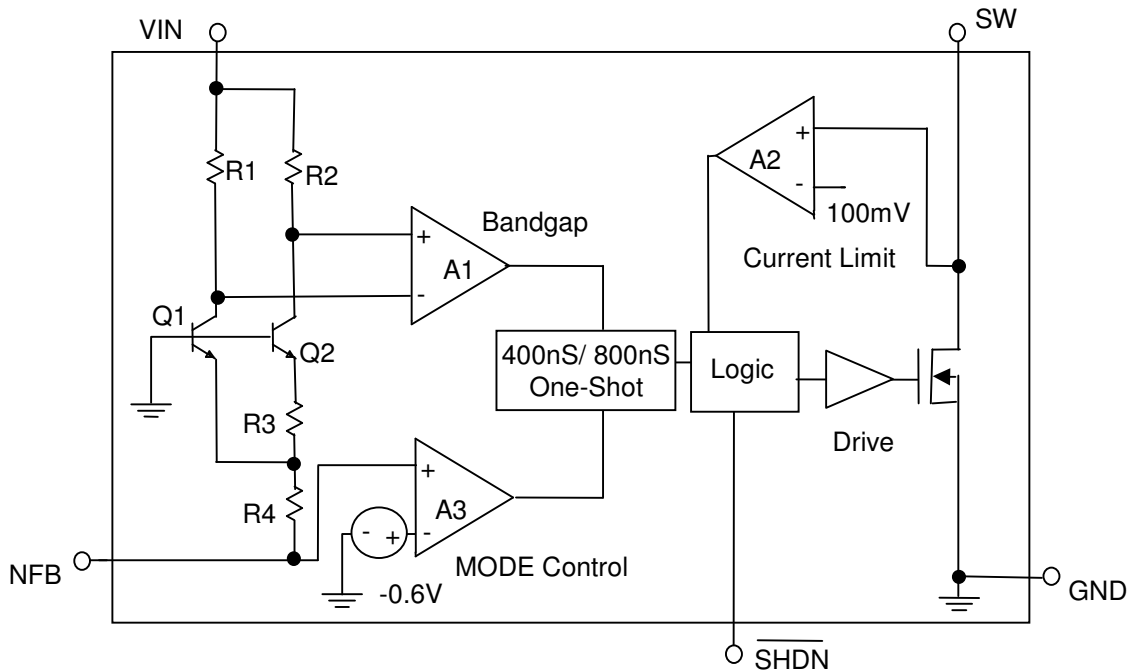 VIN
SW
R1
R2
+
A2
-
100mV
Bandgap
+
A1
-
Current Limit
Q1
Q2
400nS/ 800nS
One-Shot
Logic
R3
Drive
+
R4
A3
-
- +
MODE Control
NFB
-0.6V
GND
SHDN